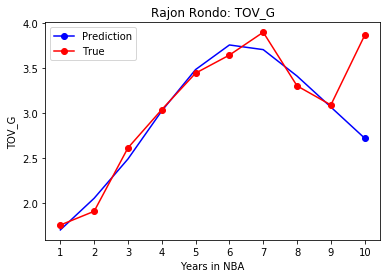 Rajon Rondo: TOV_G
Prediction
True
TOV_G
4.0
3.5
3.0
2.5
2.0
1 2 3 4 5 6 7 8 9 10
Years in NBA